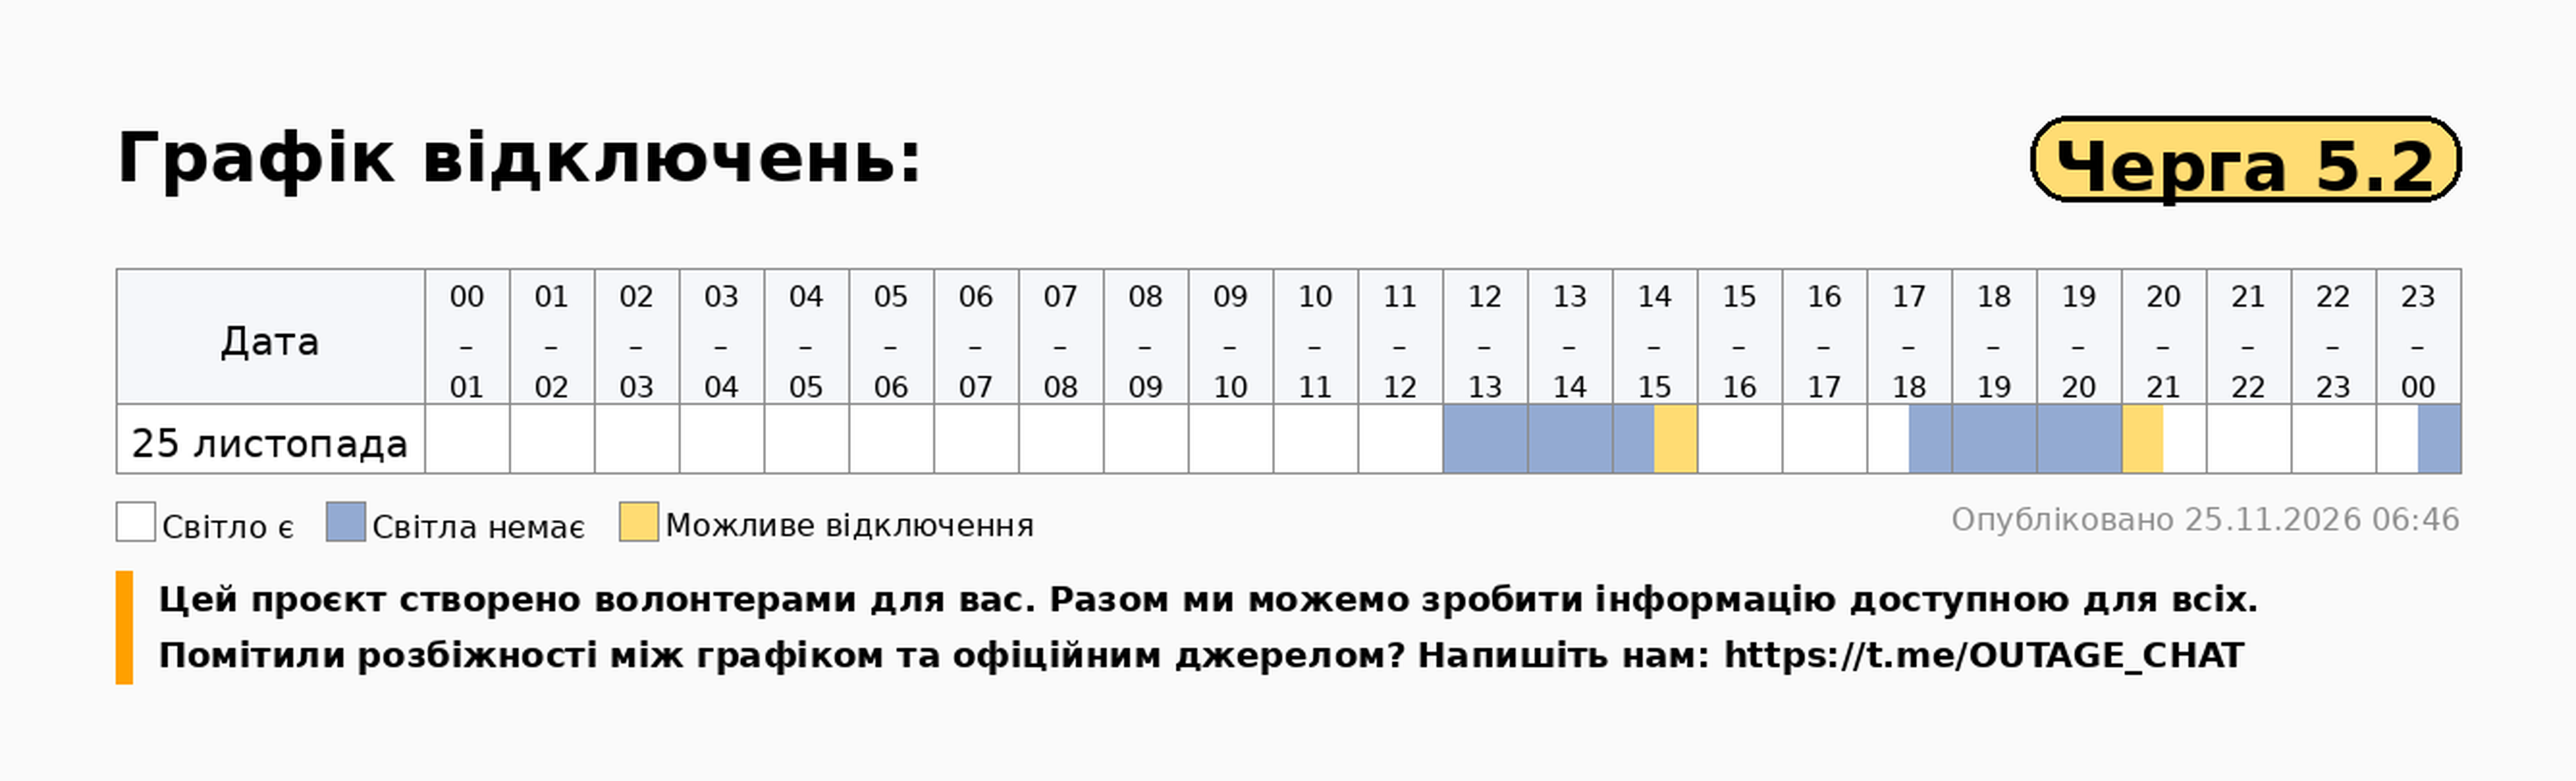 Графік відключень:
Черга 5.2
Дата
00 – 01
01 – 02
02 – 03
03 – 04
04 – 05
05 – 06
06 – 07
07 – 08
08 – 09
09 – 10
10 – 11
11 – 12
12 – 13
13 – 14
14 – 15
15 – 16
16 – 17
17 – 18
18 – 19
19 – 20
20 – 21
21 – 22
22 – 23
23 – 00
25 листопада
Світло є
Світла немає
Можливе відключення
Опубліковано 25.11.2026 06:46
Цей проєкт створено волонтерами для вас. Разом ми можемо зробити інформацію доступною для всіх.
Помітили розбіжності між графіком та офіційним джерелом? Напишіть нам: https://t.me/OUTAGE_CHAT